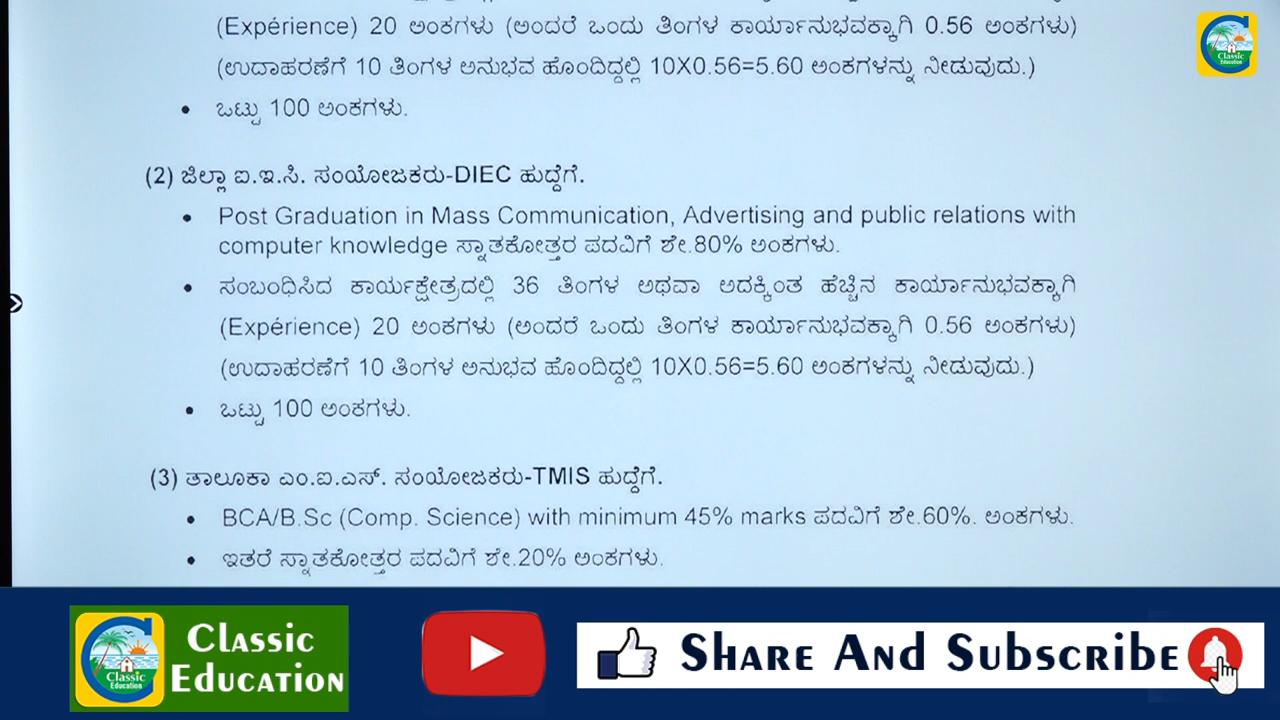 (Expérience) 20 ಅಂಕಗಳು (ಅಂದರೆ ಒಂದು ತಿಂಗಳ ಕಾರ್ಯಾನುಭವಕ್ಕಾಗಿ 0.56 ಅಂಕಗಳು)
(ಉದಾಹರಣೆಗೆ 10 ತಿಂಗಳ ಅನುಭವ ಹೊಂದಿದ್ದಲ್ಲಿ 10X0.56=5.60 ಅಂಕಗಳನ್ನು ನೀಡುವುದು.)
• ಒಟ್ಟು 100 ಅಂಕಗಳು.
(2) ಜಿಲ್ಲಾ ಐ.ಇ.ಸಿ. ಸಂಯೋಜಕರು-DIEC ಹುದ್ದೆಗೆ.
• Post Graduation in Mass Communication, Advertising and public relations with
computer knowledge ಸ್ನಾತಕೋತ್ತರ ಪದವಿಗೆ ಶೇ.80% ಅಂಕಗಳು.
• ಸಂಬಂಧಿಸಿದ ಕಾರ್ಯಕ್ಷೇತ್ರದಲ್ಲಿ 36 ತಿಂಗಳ ಅಥವಾ ಅದಕ್ಕಿಂತ ಹೆಚ್ಚಿನ ಕಾರ್ಯಾನುಭವಕ್ಕಾಗಿ
(Expérience) 20 ಅಂಕಗಳು (ಅಂದರೆ ಒಂದು ತಿಂಗಳ ಕಾರ್ಯಾನುಭವಕ್ಕಾಗಿ 0.56 ಅಂಕಗಳು)
(ಉದಾಹರಣೆಗೆ 10 ತಿಂಗಳ ಅನುಭವ ಹೊಂದಿದ್ದಲ್ಲಿ 10X0.56=5.60 ಅಂಕಗಳನ್ನು ನೀಡುವುದು.)
• ಒಟ್ಟು 100 ಅಂಕಗಳು.
(3) ತಾಲೂಕಾ ಎಂ.ಐ.ಎಸ್. ಸಂಯೋಜಕರು-TMIS ಹುದ್ದೆಗೆ.
• BCA/B.Sc (Comp. Science) with minimum 45% marks ಪದವಿಗೆ ಶೇ.60%. ಅಂಕಗಳು.
• ಇತರೆ ಸ್ನಾತಕೋತ್ತರ ಪದವಿಗೆ ಶೇ.20% ಅಂಕಗಳು.
Classic
Education
Classic
Education
Classic
Education
Share And Subscribe